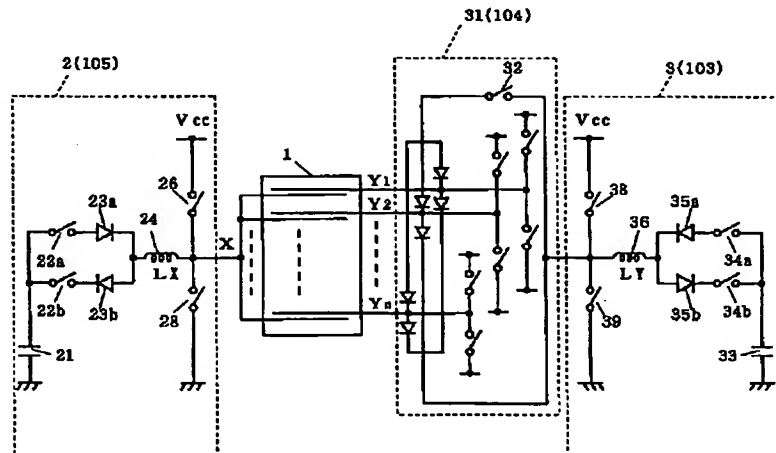 31(104)
2(105)
32
3(103)
Vcc
Vcc
1
23a
26
24
Y1
38
35a
36
Y2
X
22a
LX
LY
34a
22b
23b
28
Yn
39
35b
34b
21
33